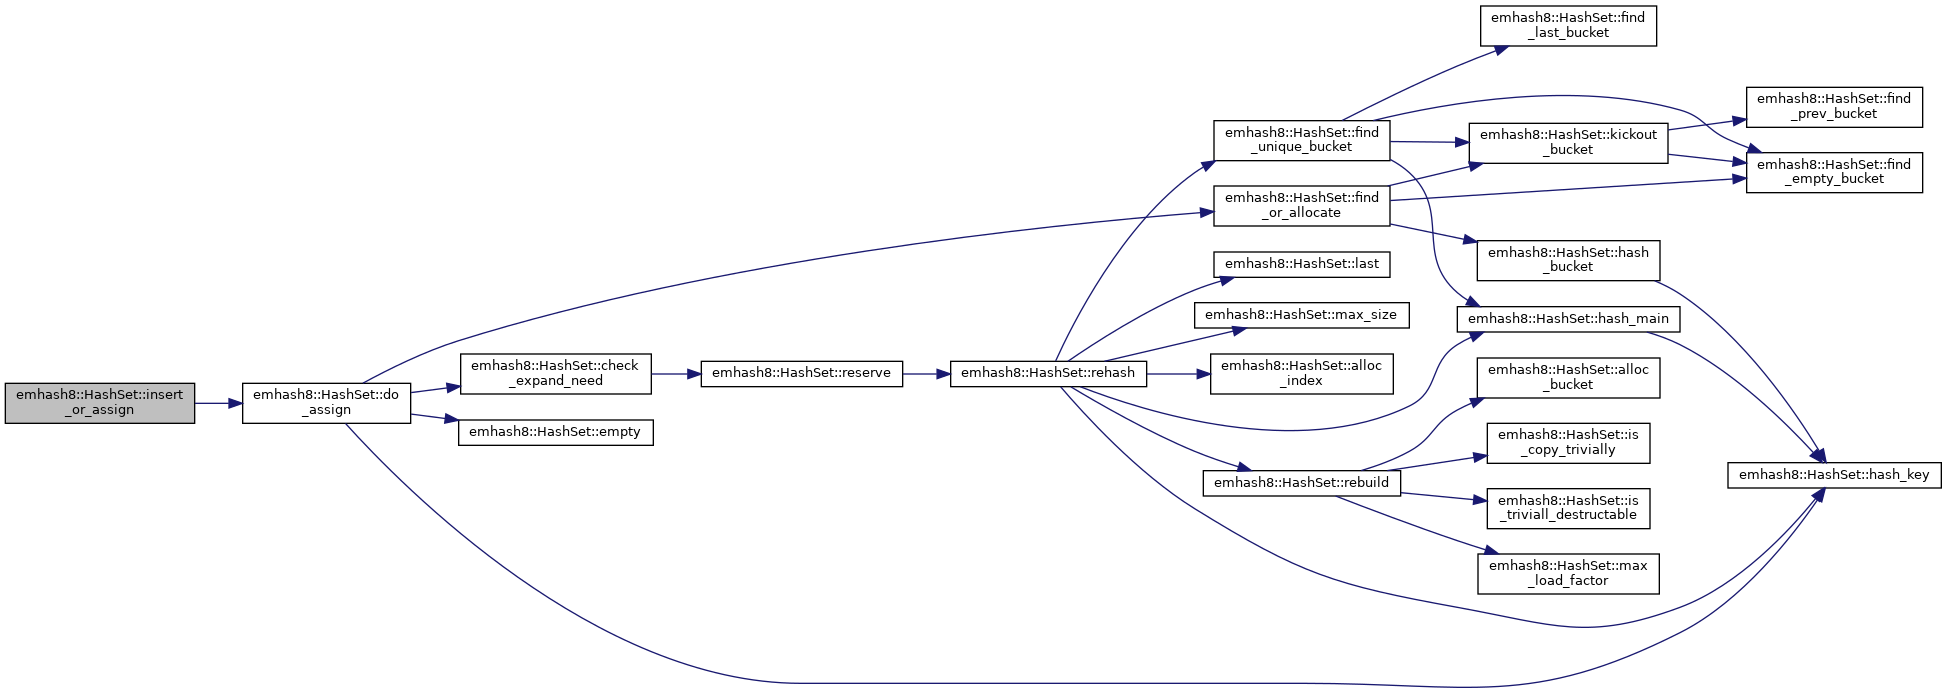 emhash8::HashSet::insert
_or_assign
emhash8::HashSet::do
_assign
emhash8::HashSet::check
_expand_need
emhash8::HashSet::empty
emhash8::HashSet::reserve
emhash8::HashSet::rehash
emhash8::HashSet::find
_unique_bucket
emhash8::HashSet::find
_or_allocate
emhash8::HashSet::last
emhash8::HashSet::max_size
emhash8::HashSet::alloc
_index
emhash8::HashSet::rebuild
emhash8::HashSet::find
_last_bucket
emhash8::HashSet::kickout
_bucket
emhash8::HashSet::hash
_bucket
emhash8::HashSet::hash_main
emhash8::HashSet::alloc
_bucket
emhash8::HashSet::is
_copy_trivially
emhash8::HashSet::is
_triviall_destructable
emhash8::HashSet::max
_load_factor
emhash8::HashSet::find
_prev_bucket
emhash8::HashSet::find
_empty_bucket
emhash8::HashSet::hash_key